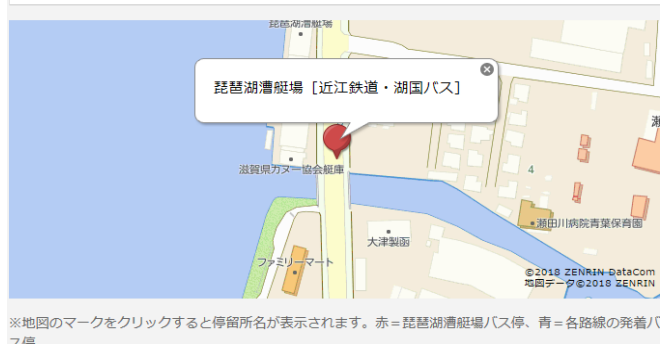 琵琶湖漕艇場
琵琶湖漕艇場 [近江鉄道・湖国バス]
瀬
滋賀県カヌー協会艇庫
4
瀬田川病院青葉保育園
大津製函
ファミリーマート
©2018 ZENRIN DataCom
地図データ©2018 ZENRIN
※地図のマークをクリックすると停留所名が表示されます。赤=琵琶湖漕艇場バス停、青=各路線の発着バ
ス停